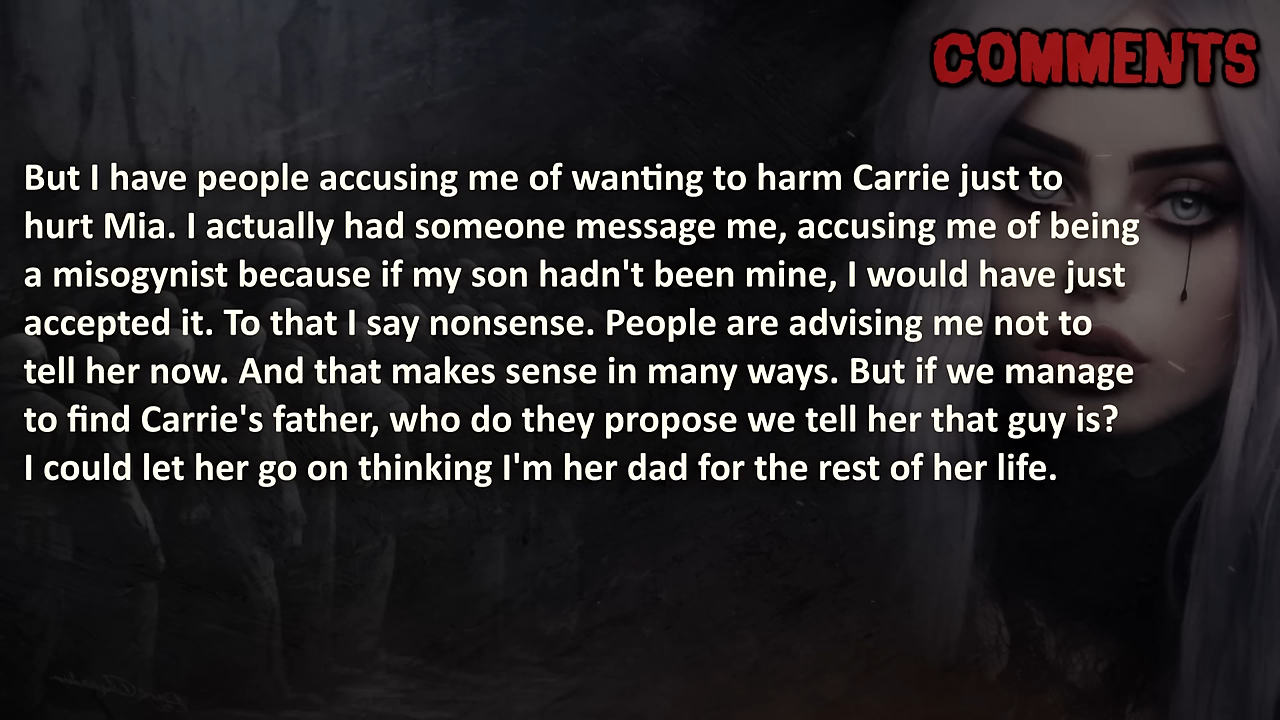 COMMENTS
But I have people accusing me of wanting to harm Carrie just to
hurt Mia. I actually had someone message me, accusing me of being
a misogynist because if my son hadn't been mine, I would have just
accepted it. To that I say nonsense. People are advising me not to
tell her now. And that makes sense in many ways. But if we manage
to find Carrie's father, who do they propose we tell her that guy is?
I could let her go on thinking I'm her dad for the rest of her life.